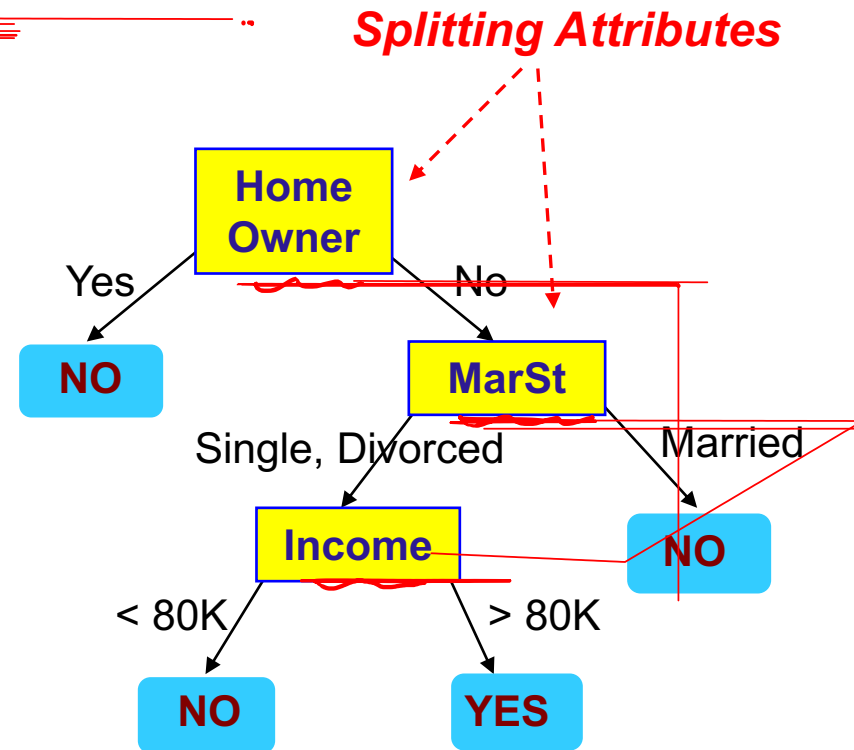 Splitting Attributes
Home
Owner
Yes
No
NO
MarSt
Single, Divorced
Married
Income
NO
< 80K
> 80K
NO
YES